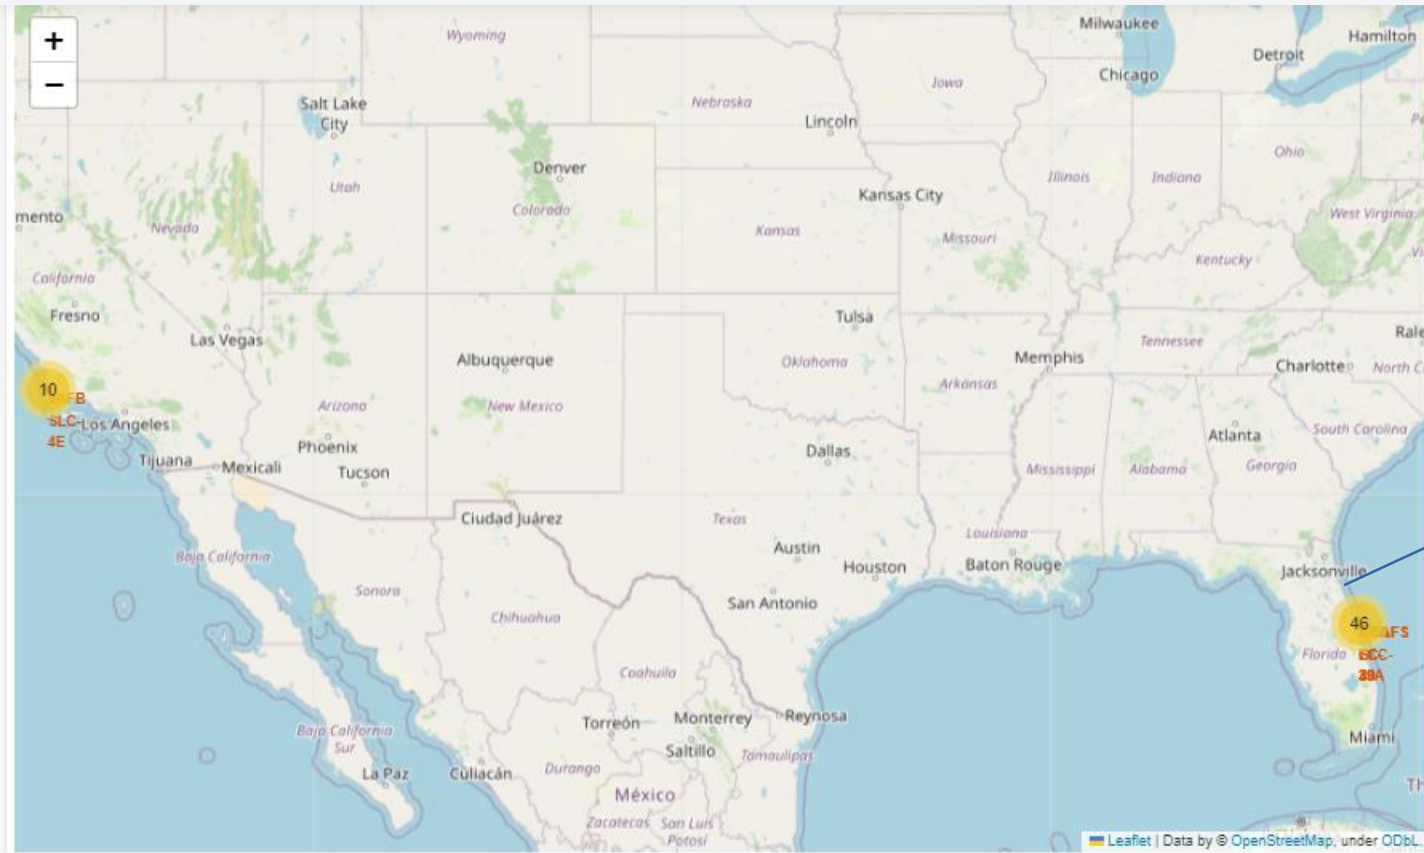 +
−
Wyoming
Milwaukee
Hamilton
Detroit
Chicago
Iowa
Nebraska
Salt Lake
City
Lincoln
Ohio
Denver
Utah
Illinois
Indiana
Kansas City
Colorado
mento
West Virginia
Nevada
Kansas
Missouri
Kentucky
California
Fresno
Tulsa
Las Vegas
Tennessee
Albuquerque
Memphis
Oklahoma
Charlotte
Arkansas
10
Arizona
New Mexico
SLC-
4E
Los Angeles
South Carolina
Atlanta
Phoenix
Dallas
Tijuana
Mexicali
Tucson
Mississippi
Alabama
Georgia
Ciudad Juárez
Texas
Louisiana
Austin
Baja California
Houston
Baton Rouge
Jacksonville
Sonora
San Antonio
Chihuahua
46
Florida
Coahuila
Torreón
Monterrey
Reynosa
Baja California
Sur
Saltillo
Tamaulipas
Miami
La Paz
Culiacán
Durango
México
Zacatecas
San Luis
Potosí
Leaflet | Data by © OpenStreetMap, under ODbL.